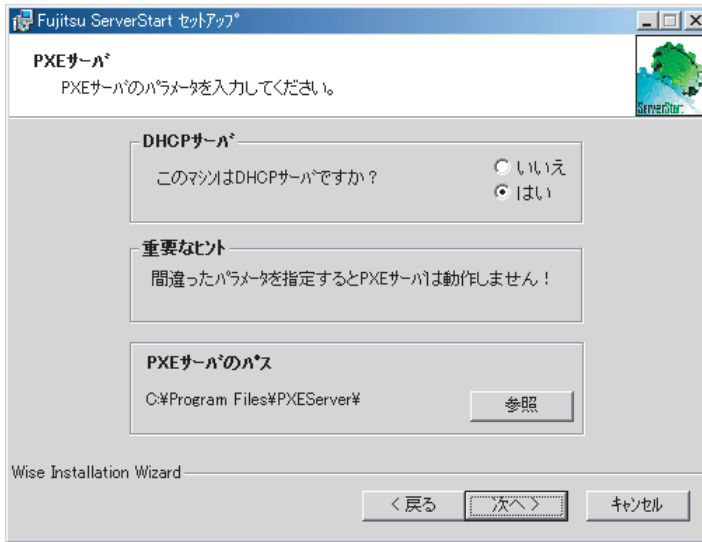 Fujitsu ServerStart ｾｯﾄｱｯﾌﾟ
PXEｻｰﾊﾞ
PXEｻｰﾊﾞのﾊﾟﾗﾒｰﾀを入力してください。
ServerStart
DHCPｻｰﾊﾞ
このﾏｼﾝはDHCPｻｰﾊﾞですか？
いいえ
はい
重要なﾋﾝﾄ
間違ったﾊﾟﾗﾒｰﾀを指定するとPXEｻｰﾊﾞは動作しません！
PXEｻｰﾊﾞのﾊﾟｽ
C:¥Program Files¥PXEServer¥
参照
Wise Installation Wizard
< 戻る
次へ >
ｷｬﾝｾﾙ